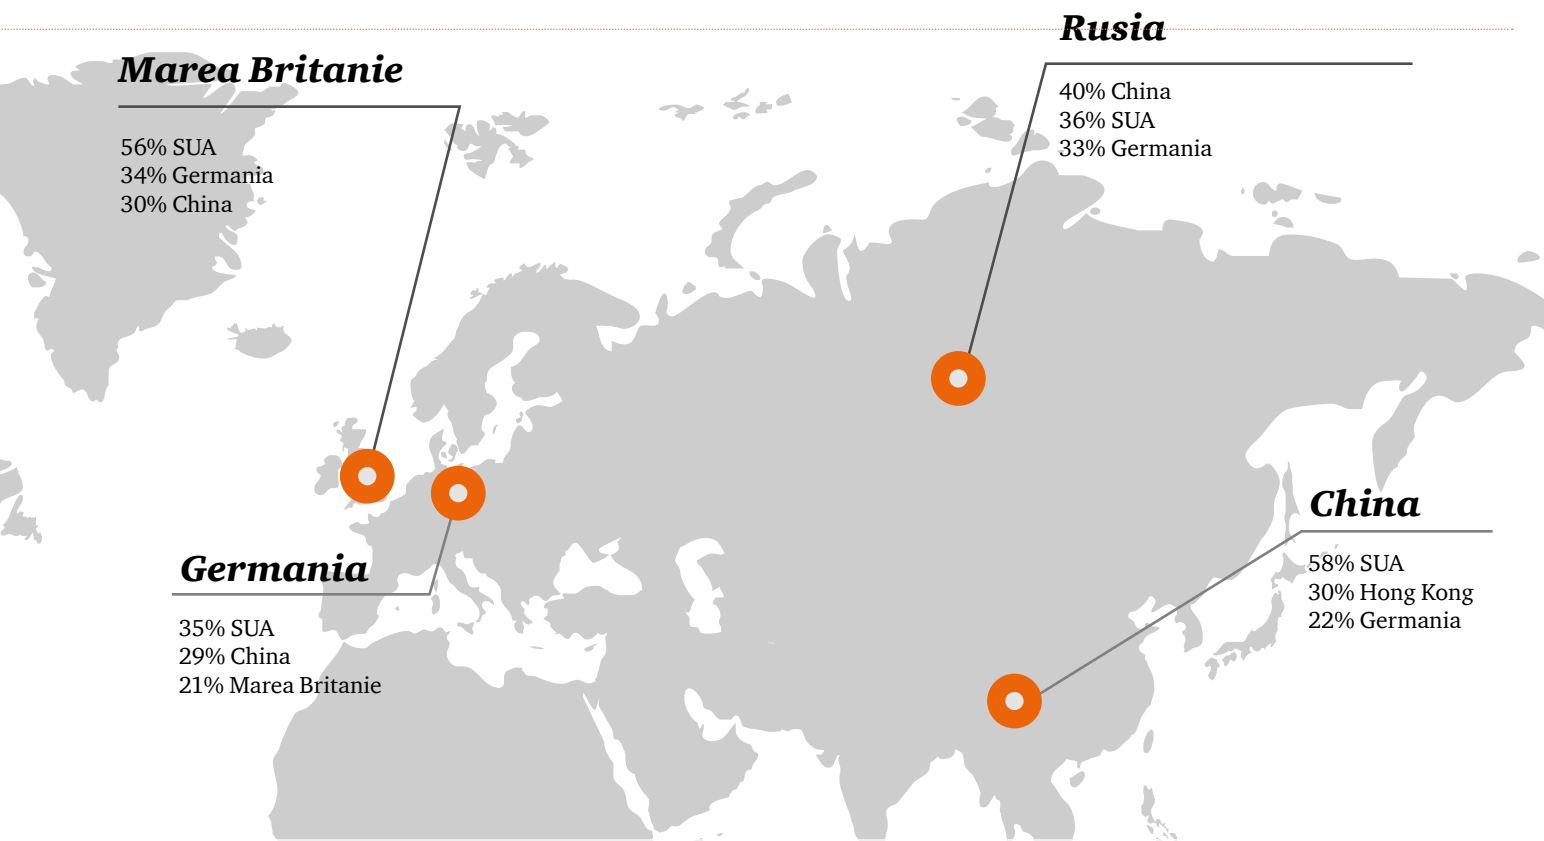 Marea Britanie
56% SUA
34% Germania
30% China
Rusia
40% China
36% SUA
33% Germania
Germania
35% SUA
29% China
21% Marea Britanie
China
58% SUA
30% Hong Kong
22% Germania